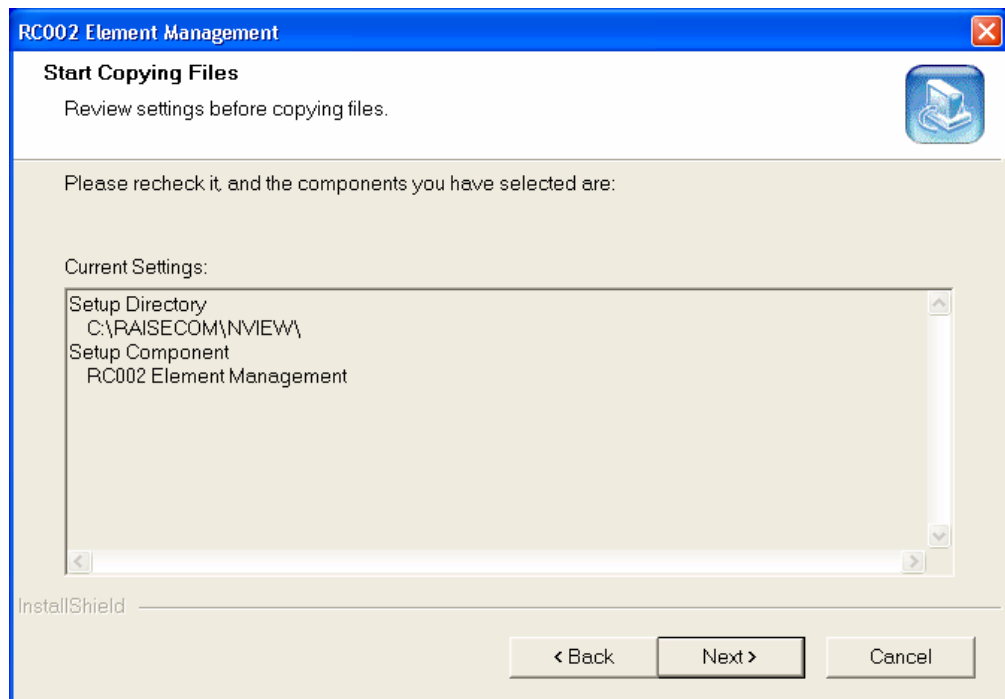 RC002 Element Management
Start Copying Files
Review settings before copying files.
Please recheck it, and the components you have selected are:
Current Settings:
Setup Directory
C:\RAISECOM\NVIEW\
Setup Component
RC002 Element Management
InstallShield
< Back
Next >
Cancel